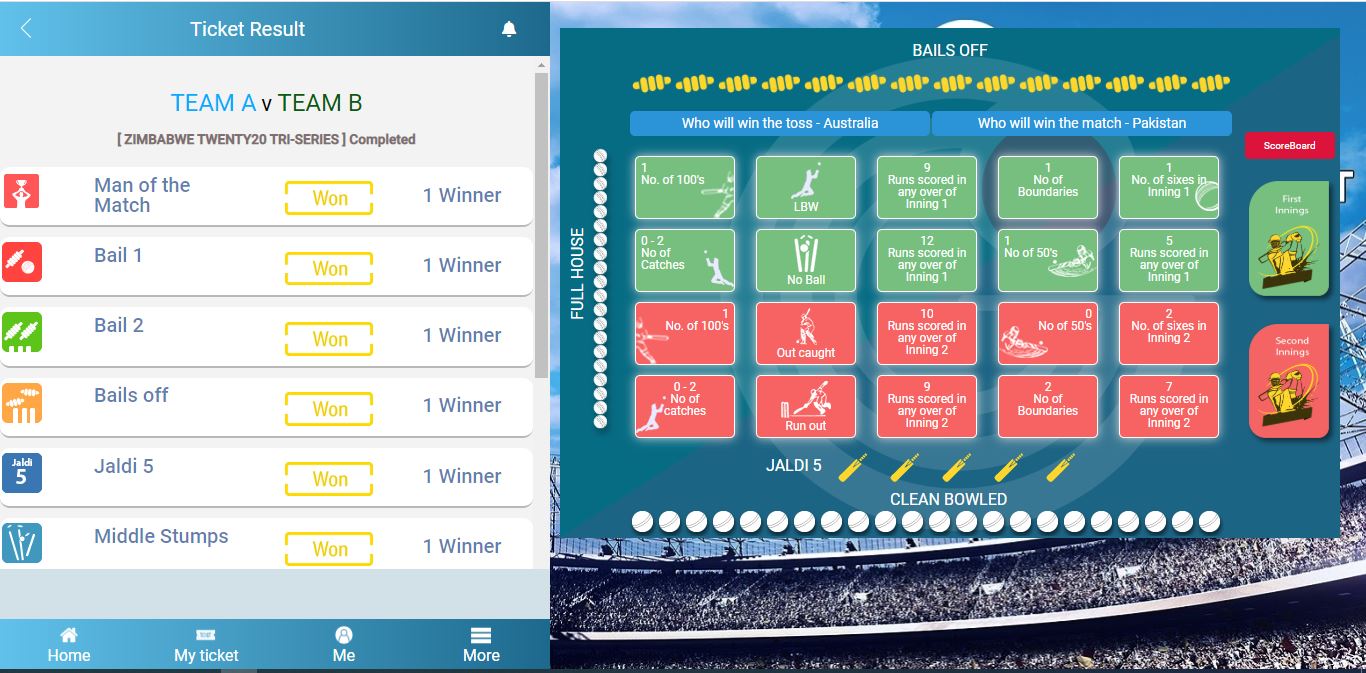 Ticket Result
TEAM A v TEAM B
[ ZIMBABWE TWENTY20 TRI-SERIES ] Completed
Man of the
Match
Won
1 Winner
Bail 1
Won
1 Winner
Bail 2
Won
1 Winner
Bails off
Won
1 Winner
Jaldi
5
Jaldi 5
Won
1 Winner
Middle Stumps
Won
1 Winner
Home
My ticket
Me
More
BAILS OFF
Who will win the toss - Australia
Who will win the match - Pakistan
ScoreBoard
FULL HOUSE
1
No. of 100's
LBW
9
Runs scored in
any over of
Inning 1
1
No of
Boundaries
1
No. of sixes in
Inning 1
0 - 2
No of
Catches
No Ball
12
Runs scored in
any over of
Inning 1
1
No of 50's
5
Runs scored in
any over of
Inning 1
1
No. of 100's
Out caught
10
Runs scored in
any over of
Inning 2
0
No of 50's
2
No. of sixes in
Inning 2
0 - 2
No of
catches
Run out
9
Runs scored in
any over of
Inning 2
2
No of
Boundaries
7
Runs scored in
any over of
Inning 2
First
Innings
Second
Innings
JALDI 5
CLEAN BOWLED